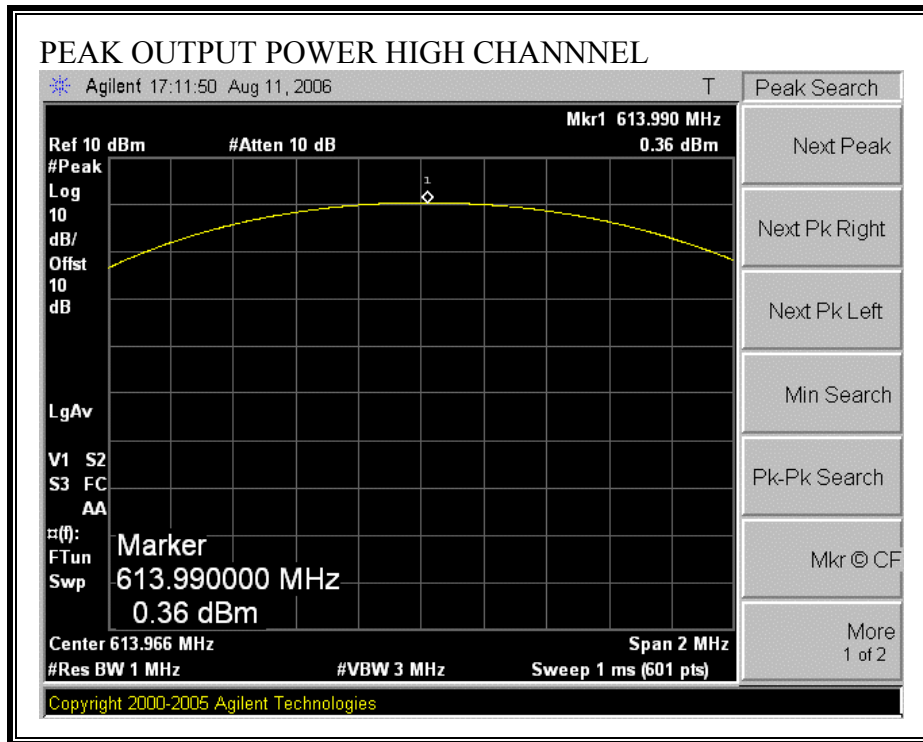 PEAK OUTPUT POWER HIGH CHANNNEL
Agilent 17:11:50 Aug 11, 2006 T
Peak Search
Mkr1 613.990 MHz
Ref 10 dBm #Atten 10 dB 0.36 dBm
#Peak
Log
10
dB/
Offst
10
dB
1
LgAv
V1 S2
S3 FC
AA
¤(f):
FTun
Swp
Marker
613.990000 MHz
0.36 dBm
Center 613.966 MHz Span 2 MHz
#Res BW 1 MHz #VBW 3 MHz Sweep 1 ms (601 pts)
Copyright 2000-2005 Agilent Technologies
Next Peak
Next Pk Right
Next Pk Left
Min Search
Pk-Pk Search
Mkr © CF
More
1 of 2